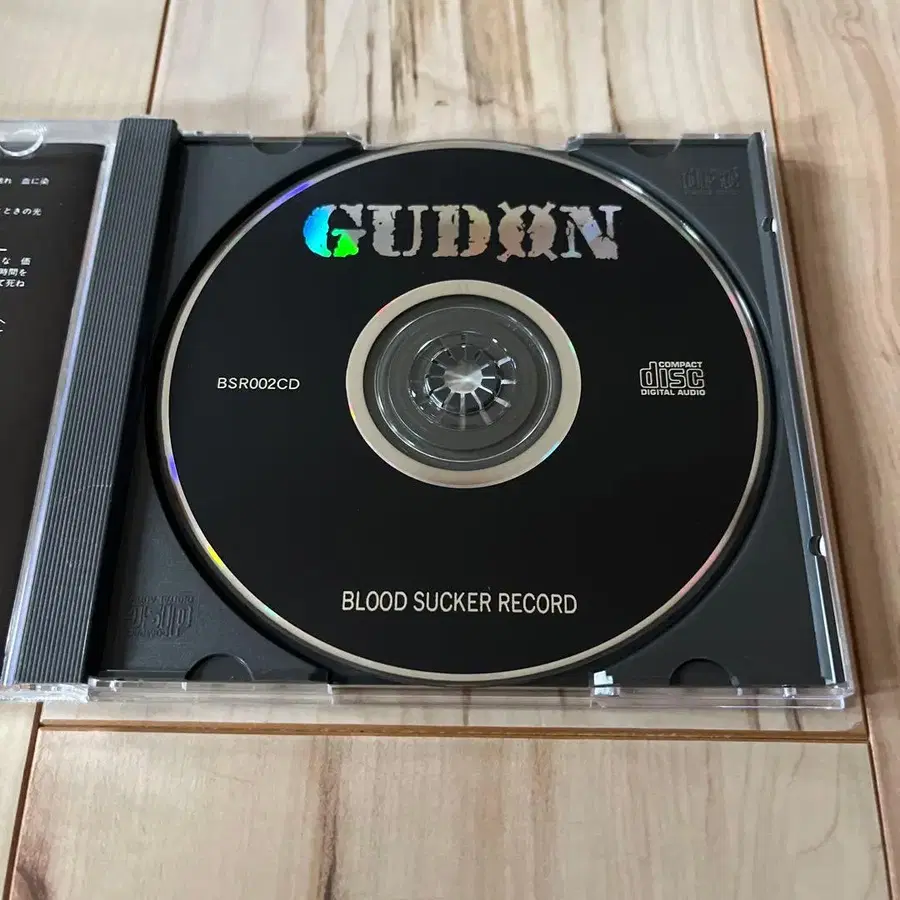 GUDON
BSR002CD
COMPACT
disc
DIGITAL AUDIO
BLOOD SUCKER RECORD
血に染
ときの光
な 価
時間を
て死ね